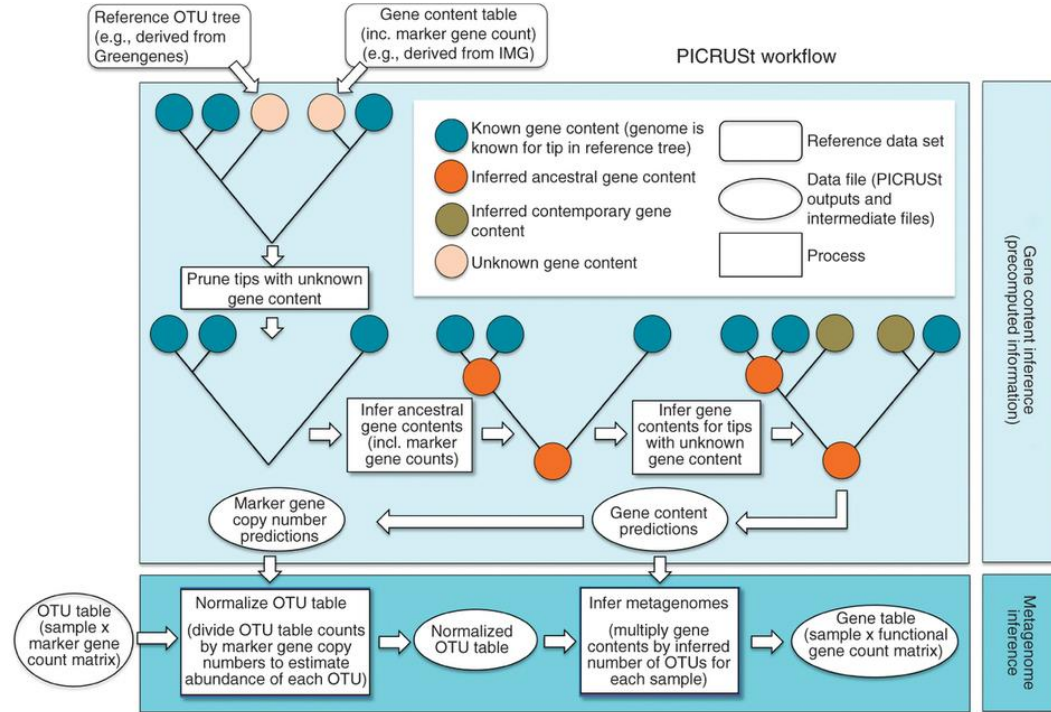 Reference OTU tree
(e.g., derived from
Greengenes)
Gene content table
(inc. marker gene count)
(e.g., derived from IMG)
PICRUSt workflow
Known gene content (genome is
known for tip in reference tree)
Inferred ancestral gene content
Inferred contemporary gene
content
Unknown gene content
Reference data set
Data file (PICRUSt
outputs and
intermediate files)
Process
Prune tips with unknown
gene content
Infer ancestral
gene contents
(incl. marker
gene counts)
Infer gene
contents for tips
with unknown
gene content
Marker gene
copy number
predictions
Gene content
predictions
Gene content inference
(precomputed information)
OTU table
(sample x
marker gene
count matrix)
Normalize OTU table
(divide OTU table counts
by marker gene copy
numbers to estimate
abundance of each OTU)
Normalized
OTU table
Infer metagenomes
(multiply gene
contents by inferred
number of OTUs for
each sample)
Gene table
(sample x functional
gene count matrix)
Metagenome
inference